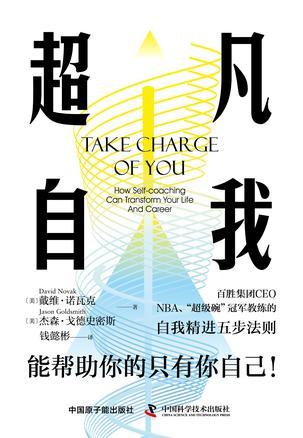 超凡
TAKE CHARGE
OF YOU
How Self-coaching
Can Transform Your Life
And Career
自我
David Novak
[美]戴维·诺瓦克
Jason Goldsmith
著
[美]杰森·戈德史密斯
钱懿彬·译
百胜集团CEO
NBA、“超级碗”冠军教练的
自我精进五步法则
能帮助你的只有你自己!
中国原子能出版社
中国科学技术出版社